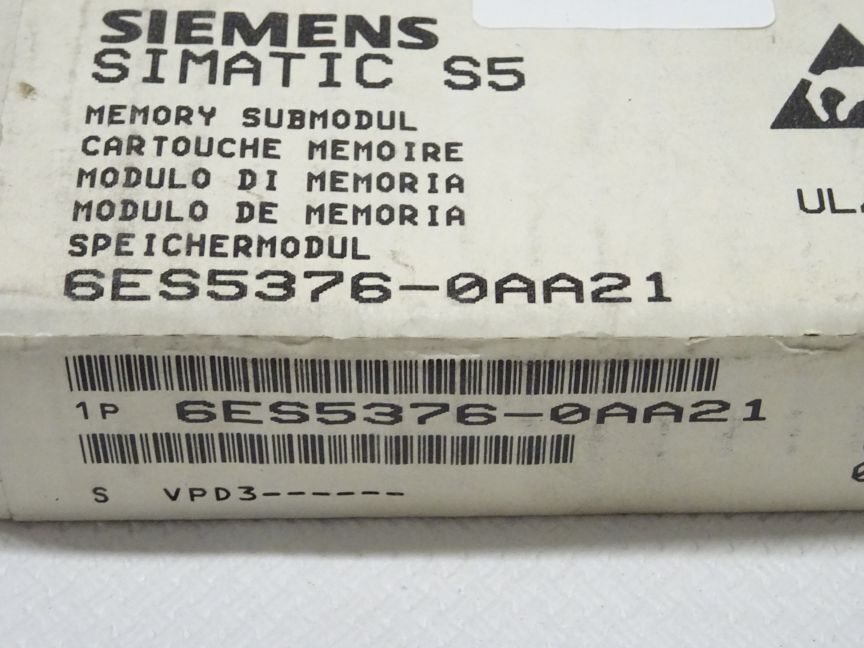 SIEMENS
SIMATIC S5
MEMORY SUBMODUL
CARTOUCHE MEMOIRE
MODULO DI MEMORIA
MODULO DE MEMORIA
SPEICHERMODUL
6ES5376-0AA21
UL
1P 6ES5376-0AA21
S VPD3------